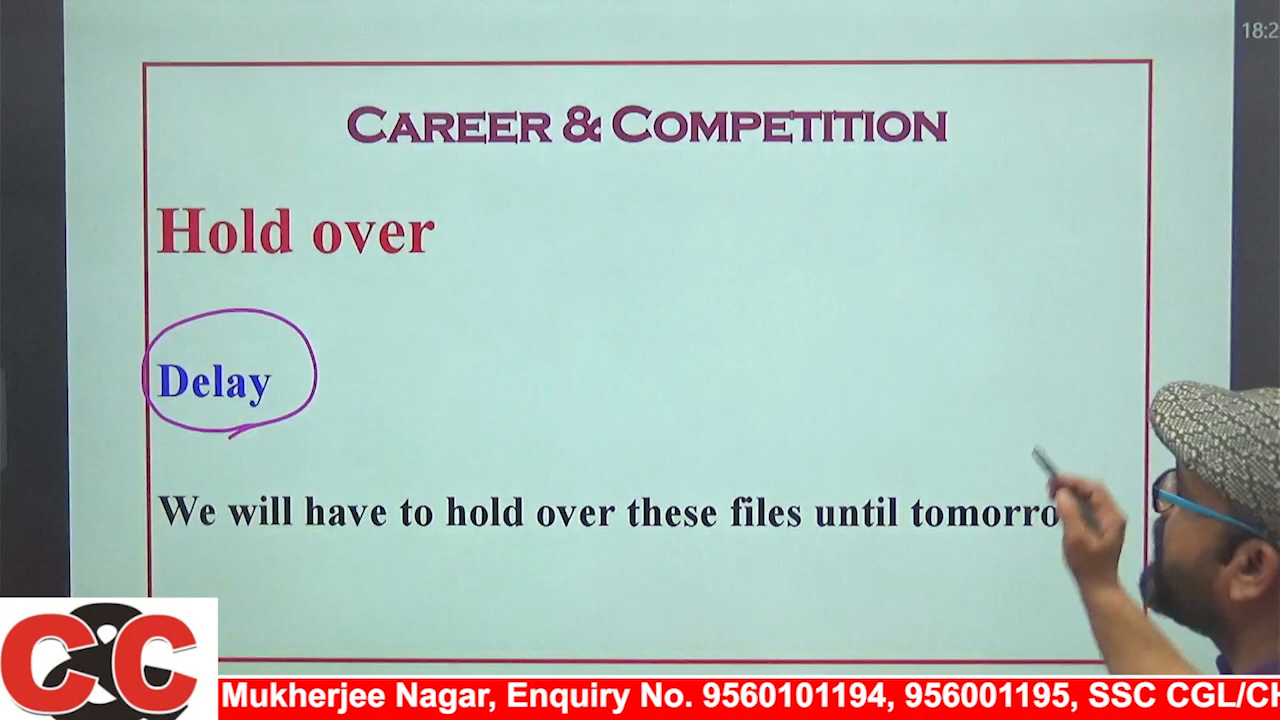 18:2
CAREER & COMPETITION
Hold over
Delay
We will have to hold over these files until tomorro
CC
Mukherjee Nagar, Enquiry No. 9560101194, 956001195, SSC CGL/CH